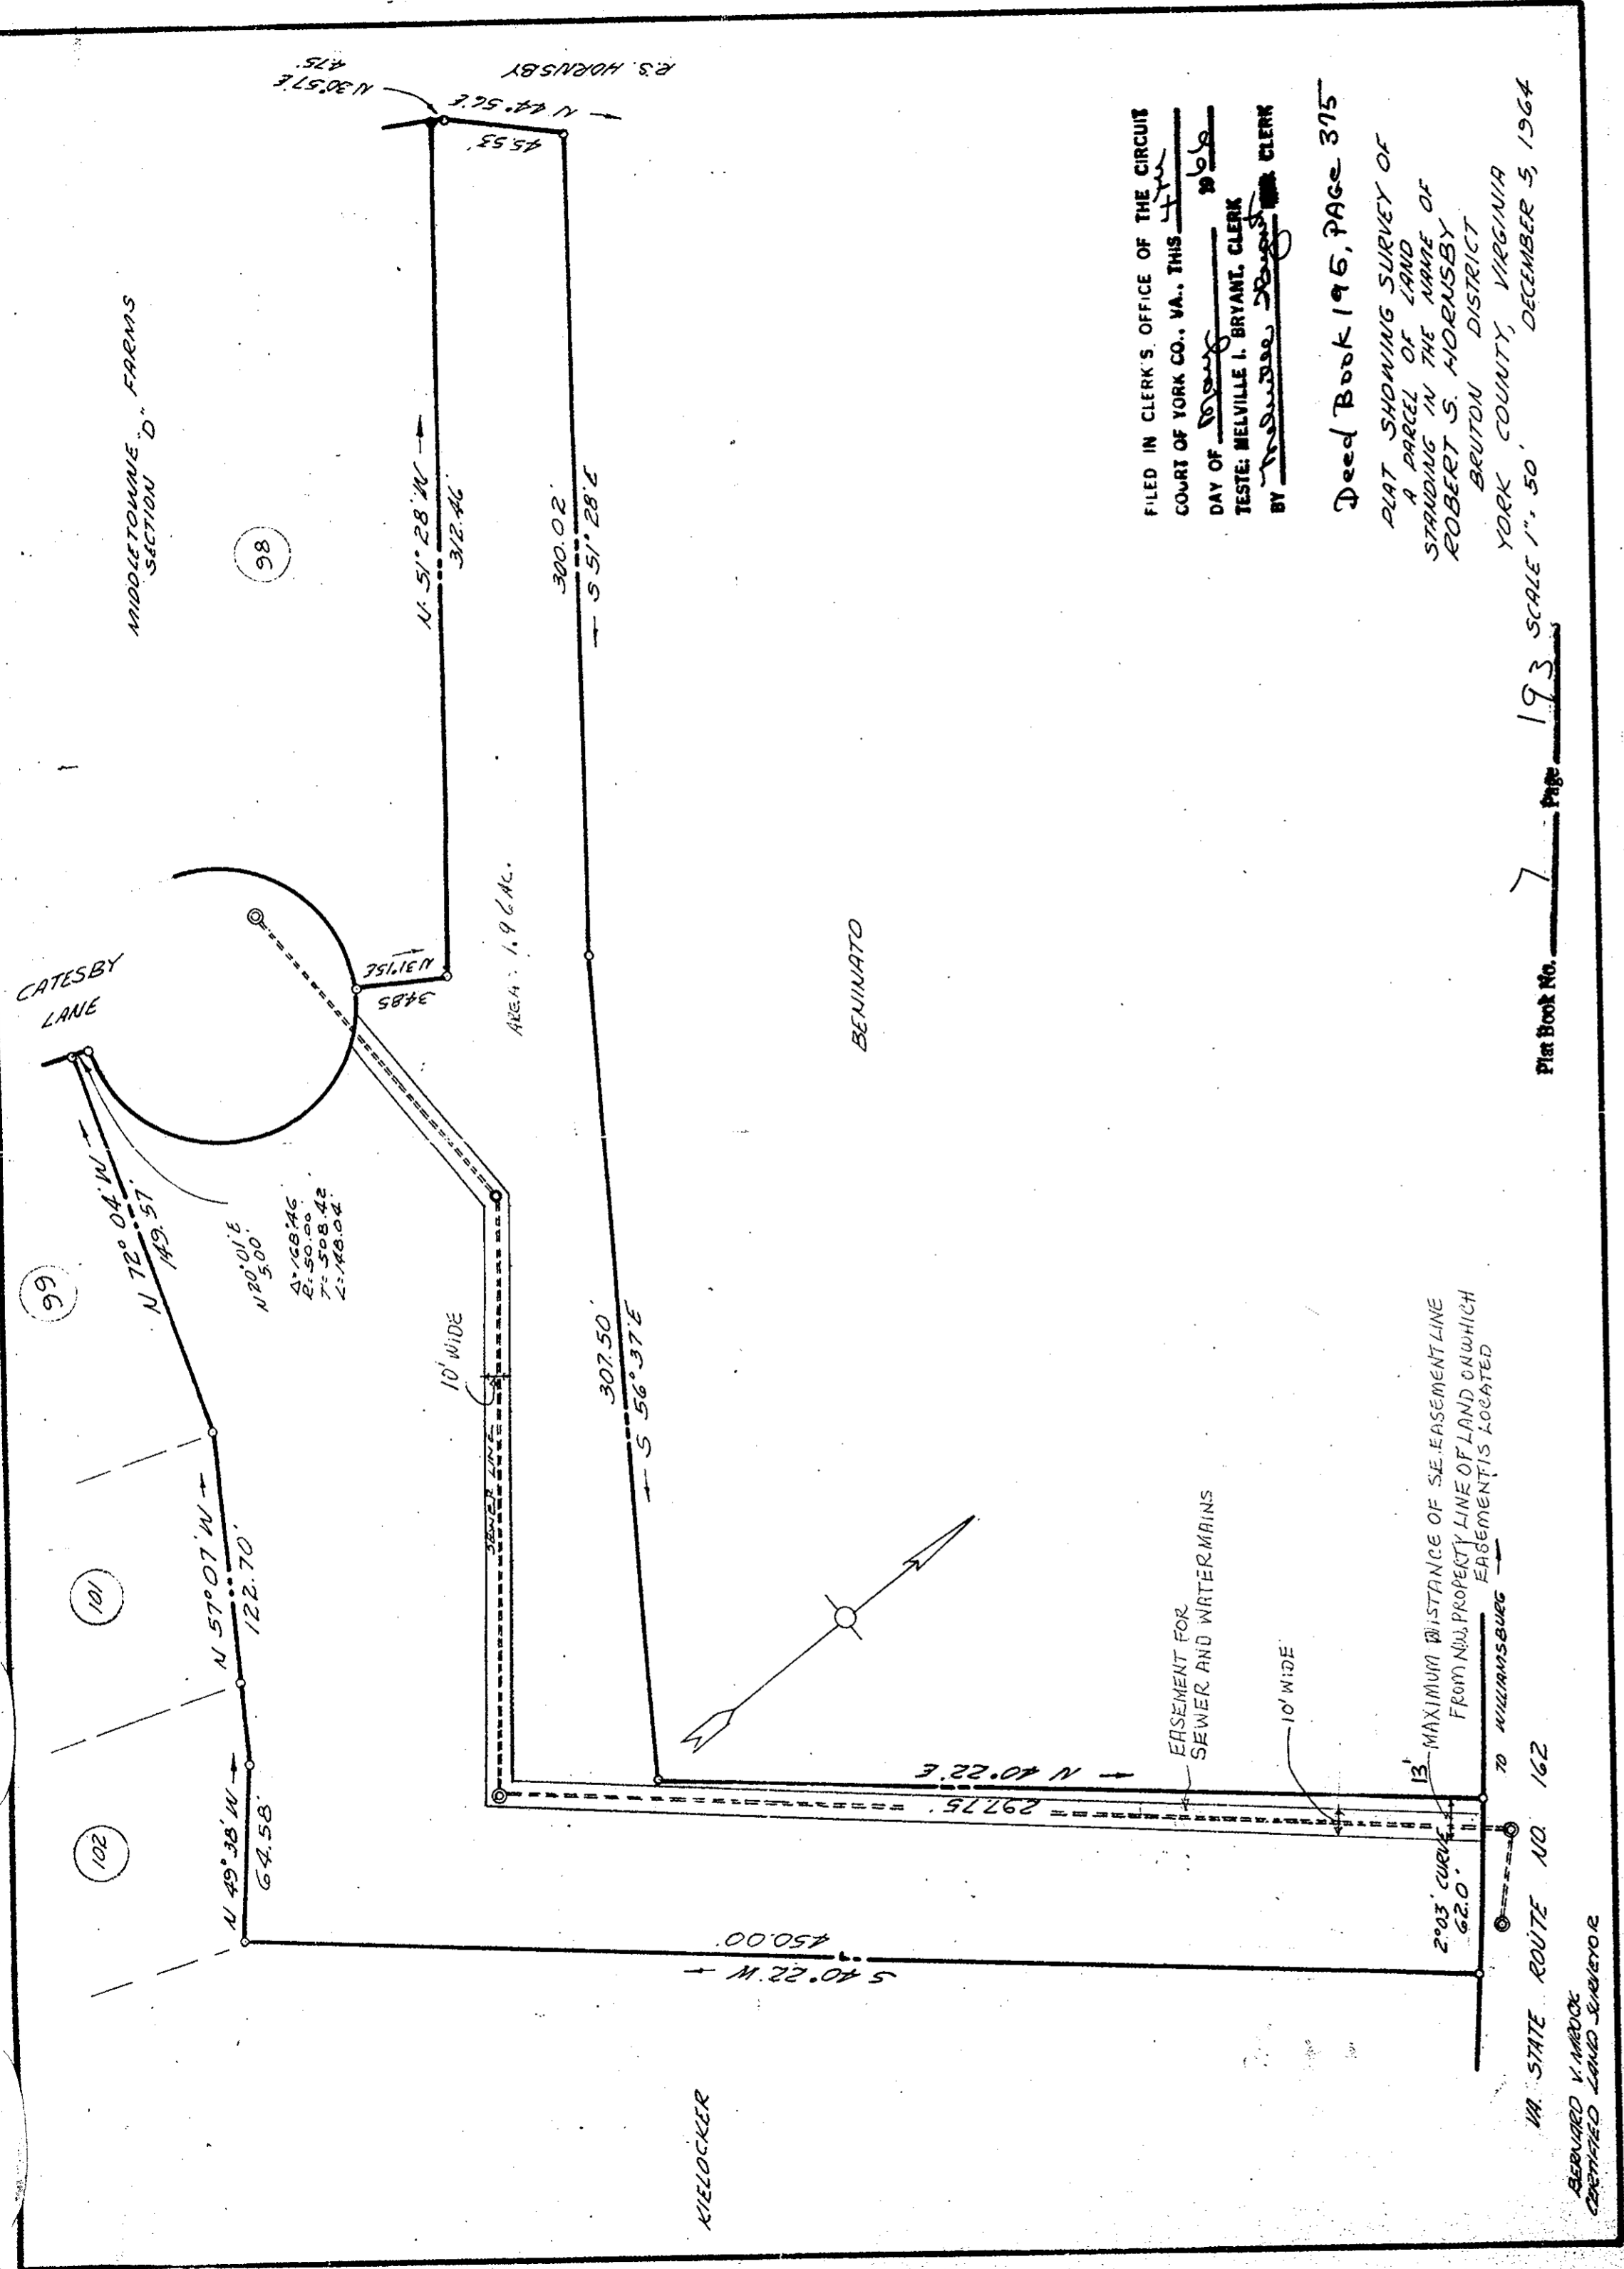 MIDDLETOWNE FARMS
SECTION "D"
98
99
101
102
CATESBY
LANE
R.S. HORNSBY
N 30°57'E
4.75'
N 44°56'E
45.53'
N 51° 28' W
312.46'
300.02'
S 51° 28' E
N 31°15'E
34.85
AREA: 1.96 AC.
N 72° 04' W
149.57'
N 20°01'E
5.00'
Δ=168°46'
R=50.00'
T=508.42
L=148.04'
N 57°07' W
122.70'
N 49°38' W
64.58'
10' WIDE
SEWER LINE
307.50'
S 56°37'E
BENINATO
KIELOCKER
450.00'
S 40°22' W
N 40°22' E
297.75'
EASEMENT FOR
SEWER AND WATER MAINS
10' WIDE
13'
MAXIMUM DISTANCE OF S.E. EASEMENT LINE
FROM N.W. PROPERTY LINE OF LAND ON WHICH
EASEMENT IS LOCATED
2°03' CURVE
62.0'
TO WILLIAMSBURG
VA. STATE ROUTE NO. 162
BERNARD V. MROCK
CERTIFIED LAND SURVEYOR
FILED IN CLERK'S OFFICE OF THE CIRCUIT
COURT OF YORK CO., VA., THIS 4th
DAY OF May 1966
TESTE: MELVILLE I. BRYANT, CLERK
BY Melville Bryant CLERK
Deed Book 195, PAGE 375
PLAT SHOWING SURVEY OF
A PARCEL OF LAND
STANDING IN THE NAME OF
ROBERT S. HORNSBY
BRUTON DISTRICT
YORK COUNTY, VIRGINIA
SCALE 1"=50' DECEMBER 5, 1964
Plat Book No. 7 Page 193